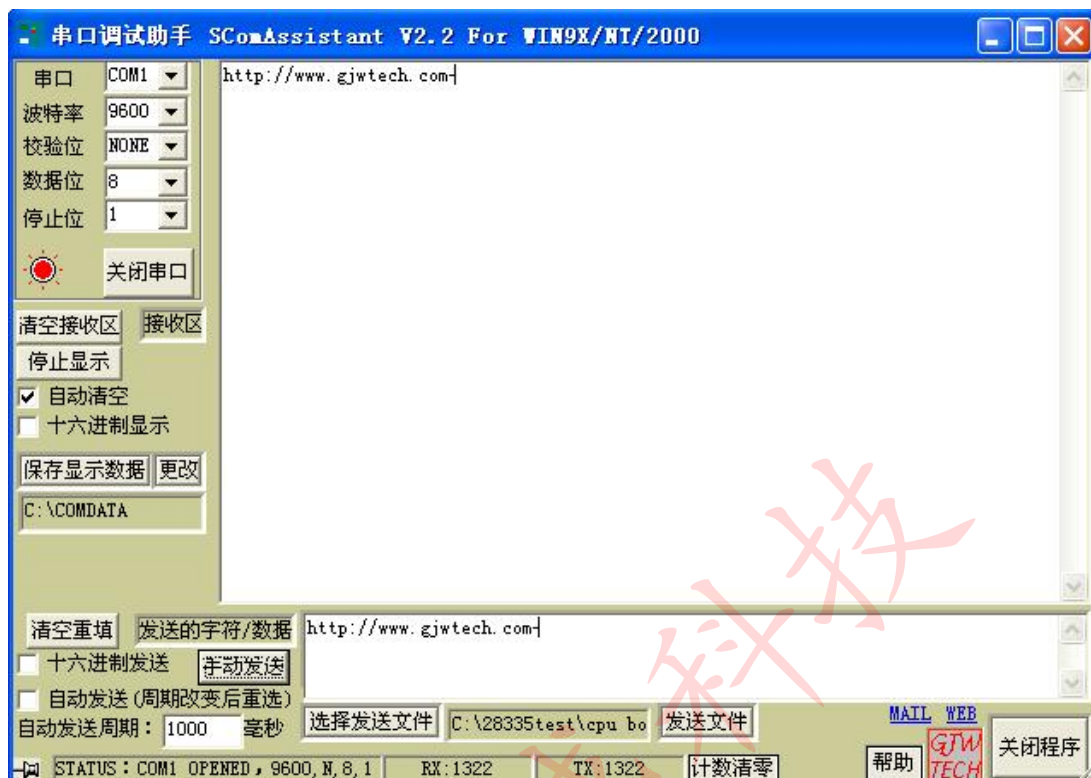 串口调试助手 SComAssistant V2.2 For WIN9X/NT/2000
串口 COM1
http://www.gjwtech.com
波特率 9600
校验位 NONE
数据位 8
停止位 1
关闭串口
清空接收区 接收区
停止显示
自动清空
十六进制显示
保存显示数据 更改
C:\COMDATA
清空重填 发送的字符/数据 http://www.gjwtech.com
十六进制发送 手动发送
自动发送(周期改变后重选)
自动发送周期: 1000 毫秒 选择发送文件 C:\28335test\cpu bo 发送文件 MAIL WEB
STATUS:COM1 OPENED,9600,N,8,1 RX:1322 TX:1322 计数清零 帮助 GJW TECH 关闭程序
科技